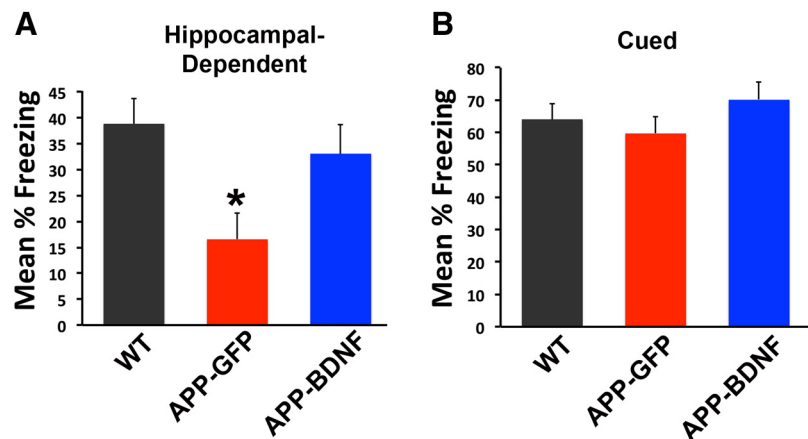 A
Hippocampal-
Dependent
Mean % Freezing
45
40
35
30
25
20
15
10
5
0
*
WT
APP-GFP
APP-BDNF
B
Cued
Mean % Freezing
80
70
60
50
40
30
20
10
0
WT
APP-GFP
APP-BDNF